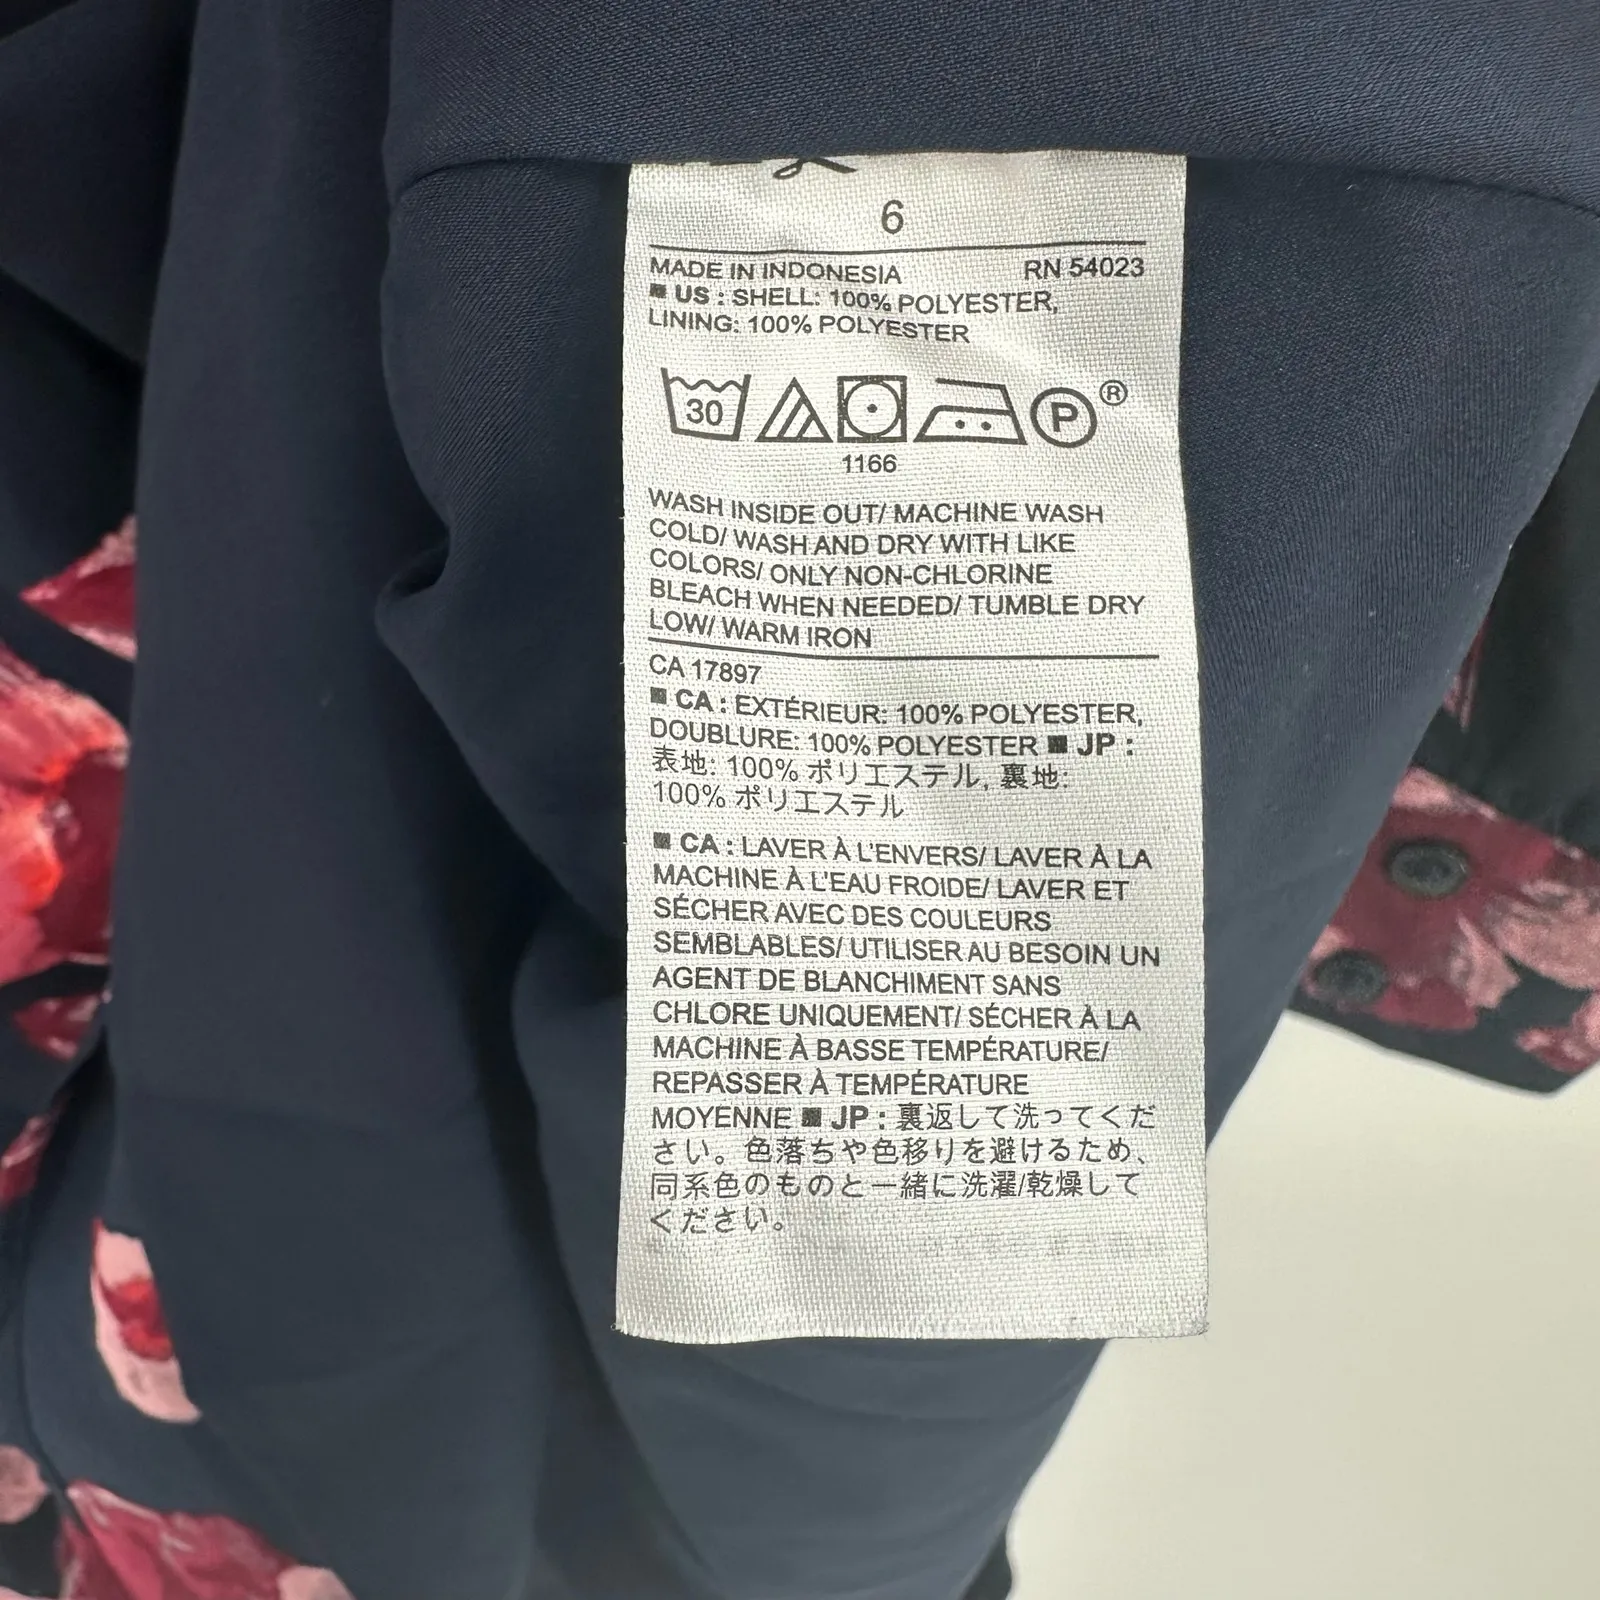 6
MADE IN INDONESIA RN 54023
US : SHELL: 100% POLYESTER,
LINING: 100% POLYESTER
30 P ®
1166
WASH INSIDE OUT/ MACHINE WASH
COLD/ WASH AND DRY WITH LIKE
COLORS/ ONLY NON-CHLORINE
BLEACH WHEN NEEDED/ TUMBLE DRY
LOW/ WARM IRON
CA 17897
CA : EXTÉRIEUR: 100% POLYESTER,
DOUBLURE: 100% POLYESTER ■ JP :
表地: 100% ポリエステル, 裏地:
100% ポリエステル
CA : LAVER À L'ENVERS/ LAVER À LA
MACHINE À L'EAU FROIDE/ LAVER ET
SÉCHER AVEC DES COULEURS
SEMBLABLES/ UTILISER AU BESOIN UN
AGENT DE BLANCHIMENT SANS
CHLORE UNIQUEMENT/ SÉCHER À LA
MACHINE À BASSE TEMPÉRATURE/
REPASSER À TEMPÉRATURE
MOYENNE ■ JP : 裏返して洗ってくだ
さい。色落ちや色移りを避けるため、
同系色のものと一緒に洗濯/乾燥して
ください。